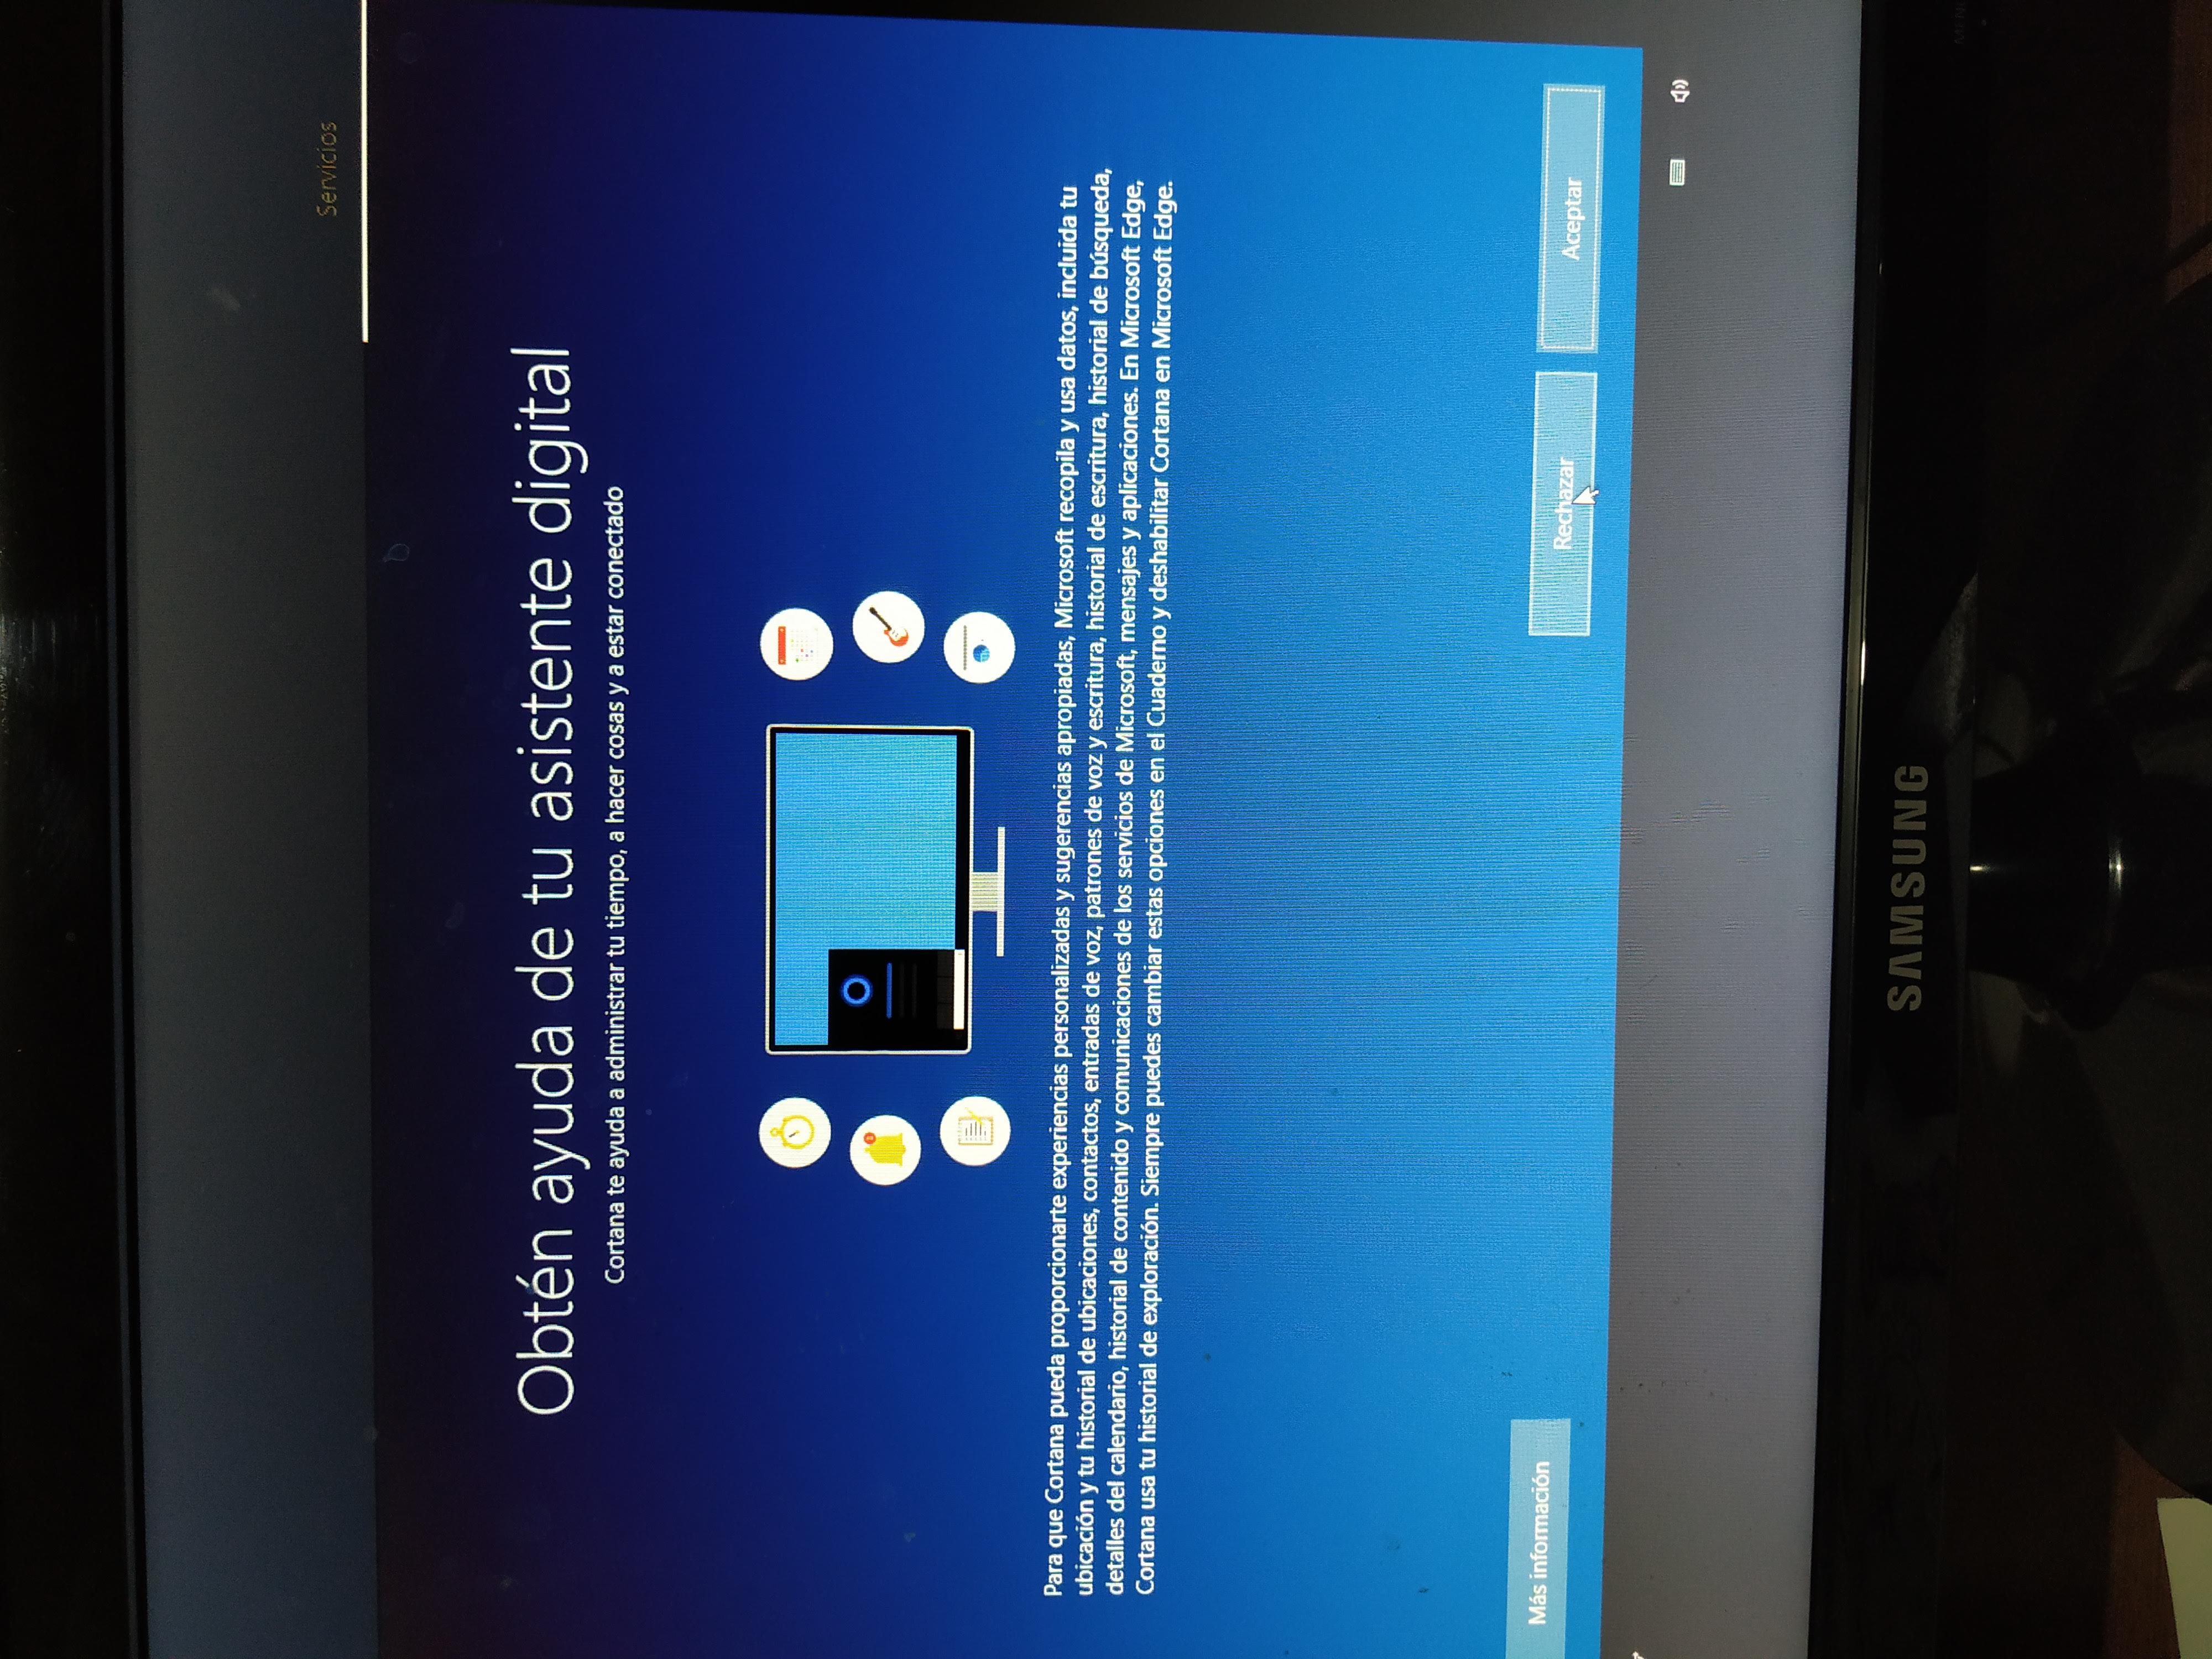 Servicios
Obtén ayuda de tu asistente digital
Cortana te ayuda a administrar tu tiempo, a hacer cosas y a estar conectado
Para que Cortana pueda proporcionarte experiencias personalizadas y sugerencias apropiadas, Microsoft recopila y usa datos, incluida tu
ubicación y tu historial de ubicaciones, contactos, entradas de voz, patrones de voz y escritura, historial de escritura, historial de búsqueda,
detalles del calendario, historial de contenido y comunicaciones de los servicios de Microsoft, mensajes y aplicaciones. En Microsoft Edge,
Cortana usa tu historial de exploración. Siempre puedes cambiar estas opciones en el Cuaderno y deshabilitar Cortana en Microsoft Edge.
Más información
Rechazar
Aceptar
SAMSUNG